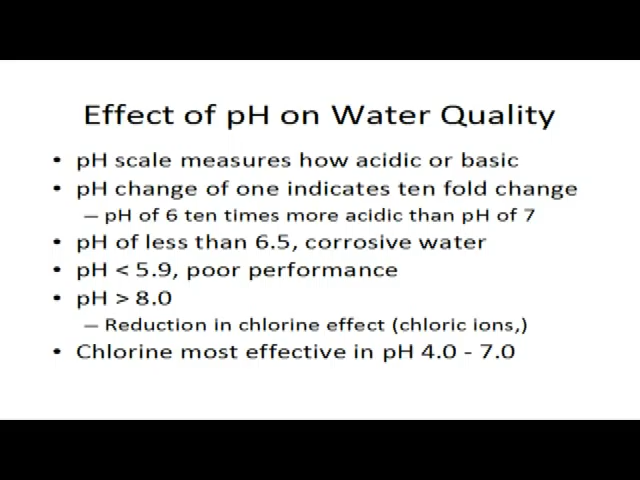 Effect of pH on Water Quality
• pH scale measures how acidic or basic
• pH change of one indicates ten fold change
– pH of 6 ten times more acidic than pH of 7
• pH of less than 6.5, corrosive water
• pH < 5.9, poor performance
• pH > 8.0
– Reduction in chlorine effect (chloric ions,)
• Chlorine most effective in pH 4.0 - 7.0